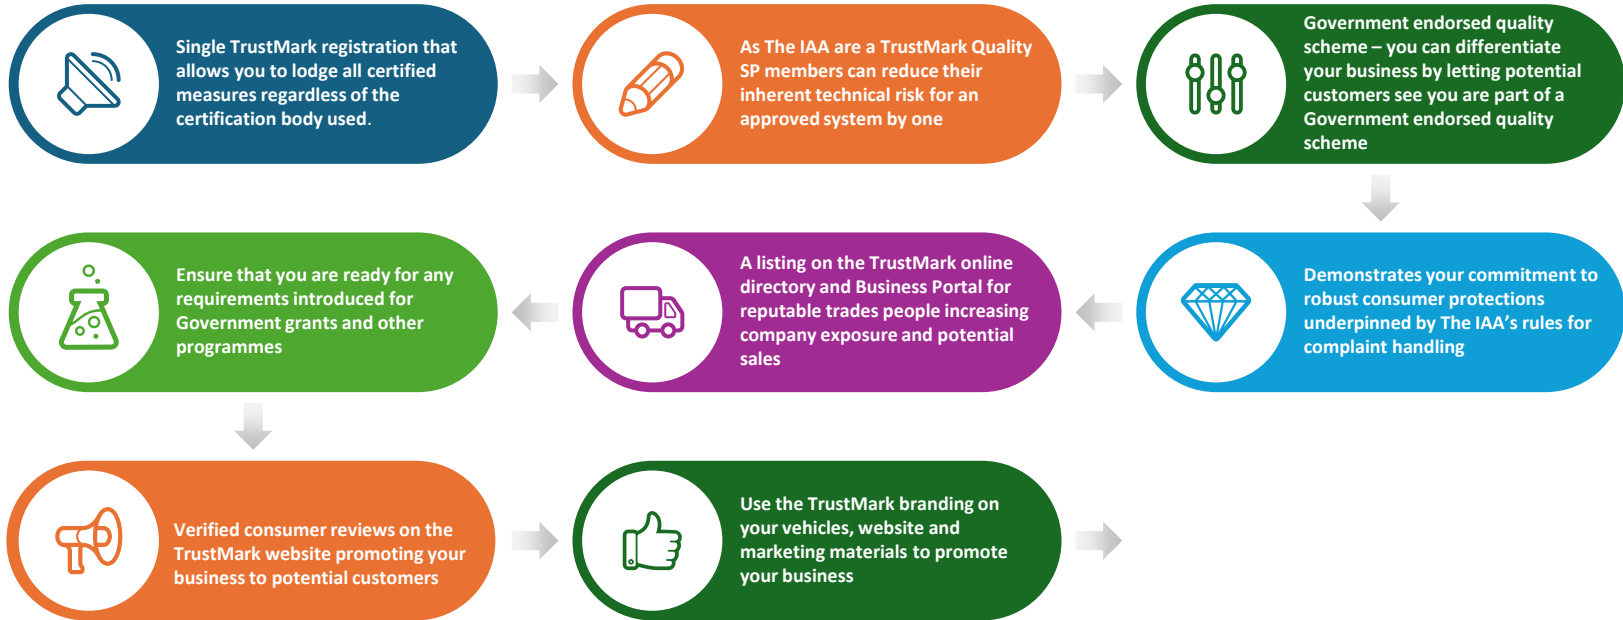 Single TrustMark registration that
allows you to lodge all certified
measures regardless of the
certification body used.
As The IAA are a TrustMark Quality
SP members can reduce their
inherent technical risk for an
approved system by one
Government endorsed quality
scheme – you can differentiate
your business by letting potential
customers see you are part of a
Government endorsed quality
scheme
Demonstrates your commitment to
robust consumer protections
underpinned by The IAA’s rules for
complaint handling
A listing on the TrustMark online
directory and Business Portal for
reputable trades people increasing
company exposure and potential
sales
Ensure that you are ready for any
requirements introduced for
Government grants and other
programmes
Verified consumer reviews on the
TrustMark website promoting your
business to potential customers
Use the TrustMark branding on
your vehicles, website and
marketing materials to promote
your business